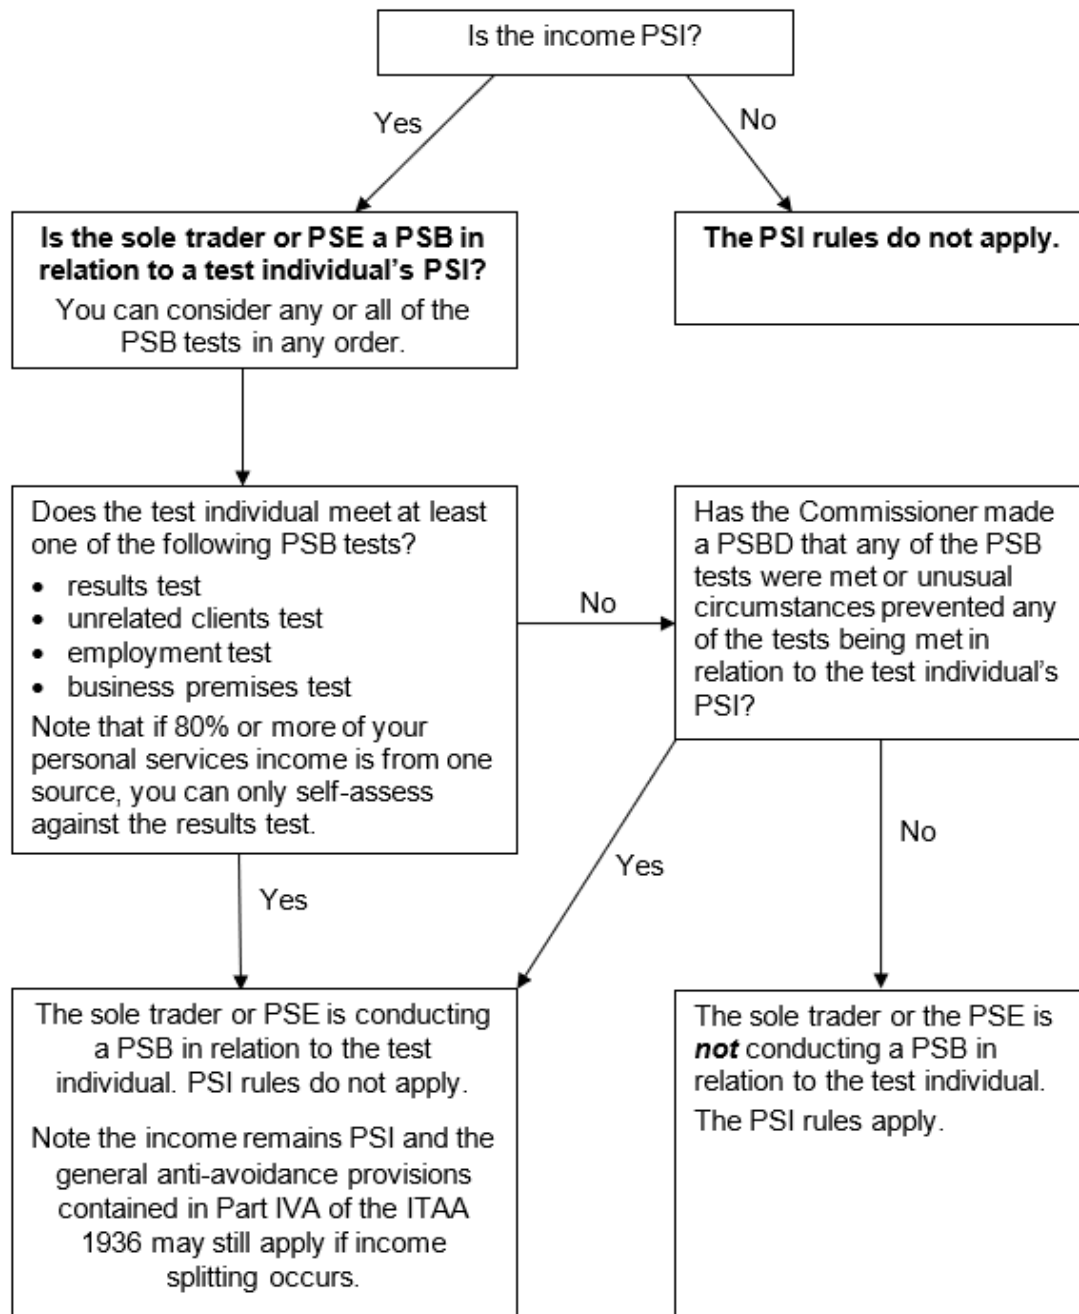 Is the income PSI?
Yes
No
Is the sole trader or PSE a PSB in
relation to a test individual's PSI?
You can consider any or all of the
PSB tests in any order.
The PSI rules do not apply.
Does the test individual meet at least
one of the following PSB tests?
• results test
• unrelated clients test
• employment test
• business premises test
Note that if 80% or more of your
personal services income is from one
source, you can only self-assess
against the results test.
No
Has the Commissioner made
a PSBD that any of the PSB
tests were met or unusual
circumstances prevented any
of the tests being met in
relation to the test individual's
PSI?
Yes
Yes
No
The sole trader or PSE is conducting
a PSB in relation to the test
individual. PSI rules do not apply.
Note the income remains PSI and the
general anti-avoidance provisions
contained in Part IVA of the ITAA
1936 may still apply if income
splitting occurs.
The sole trader or the PSE is
not conducting a PSB in
relation to the test individual.
The PSI rules apply.